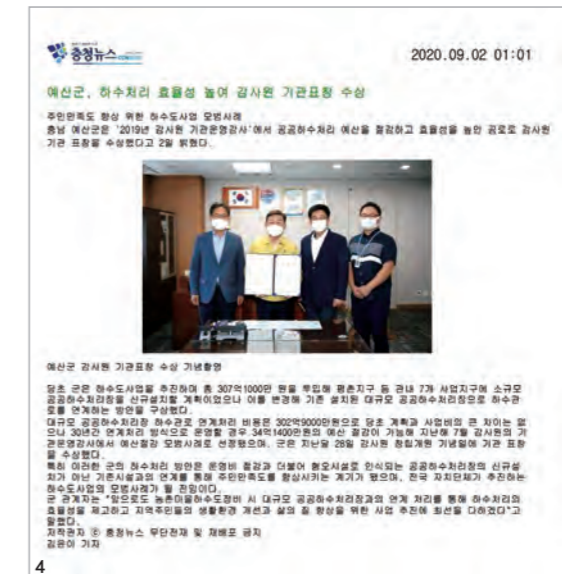 충청뉴스
2020.09.02 01:01
예산군, 하수처리 효율성 높여 감사원 기관표창 수상
주민만족도 향상 위한 하수도사업 모범사례
충남 예산군은 '2019년 감사원 기관운영감사'에서 공공하수처리 예산을 절감하고 효율성을 높인 공로로 감사원
기관 표창을 수상했다고 2일 밝혔다.
예산군 감사원 기관표창 수상 기념촬영
당초 군은 하수도사업을 추진하며 총 307억1000만 원을 투입해 평촌지구 등 관내 7개 사업지구에 소규모
공공하수처리장을 신규설치할 계획이었으나 이를 변경해 기존 설치된 대규모 공공하수처리장으로 하수관
로를 연계하는 방안을 구상했다.
대규모 공공하수처리장 하수관로 연계처리 비용은 302억9000만원으로 당초 계획과 사업비의 큰 차이는 없
으나 30년간 연계처리 방식으로 운영할 경우 34억1400만원의 예산 절감이 가능해 지난해 7월 감사원의 기
관운영감사에서 예산절감 모범사례로 선정됐으며, 군은 지난달 28일 감사원 창립개원 기념일에 기관 표창
을 수상했다.
특히 이러한 군의 하수처리 방안은 운영비 절감과 더불어 혐오시설로 인식되는 공공하수처리장의 신규설
치가 아닌 기존시설과의 연계를 통해 주민만족도를 향상시키는 계기가 됐으며, 전국 자치단체가 추진하는
하수도사업의 모범사례가 될 전망이다.
군 관계자는 "앞으로도 농촌마을하수도정비 시 대규모 공공하수처리장과의 연계 처리를 통해 하수처리의
효율성을 제고하고 지역주민들의 생활환경 개선과 삶의 질 향상을 위한 사업 추진에 최선을 다하겠다"고
말했다.
저작권자 ⓒ 충청뉴스 무단전재 및 재배포 금지
김윤이 기자
4